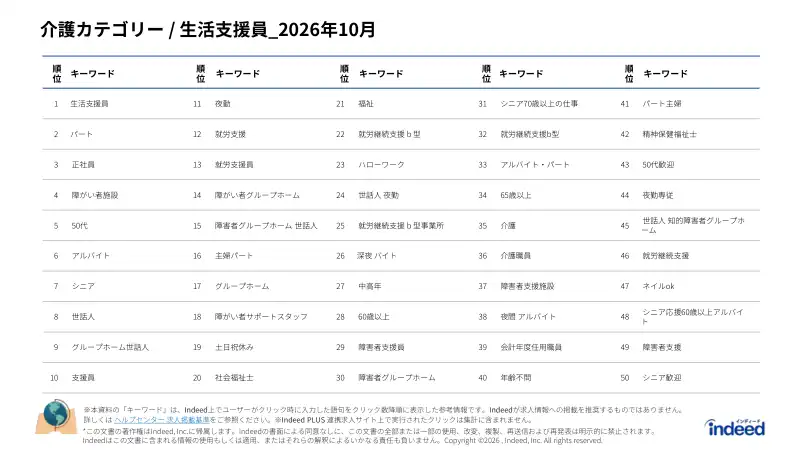 介護カテゴリー / 生活支援員_2026年10月
順位 キーワード 順位 キーワード 順位 キーワード 順位 キーワード 順位 キーワード
1 生活支援員 11 夜勤 21 福祉 31 シニア70歳以上の仕事 41 パート主婦
2 パート 12 就労支援 22 就労継続支援ｂ型 32 就労継続支援b型 42 精神保健福祉士
3 正社員 13 就労支援員 23 ハローワーク 33 アルバイト・パート 43 50代歓迎
4 障がい者施設 14 障がい者グループホーム 24 世話人 夜勤 34 65歳以上 44 夜勤専従
5 50代 15 障害者グループホーム 世話人 25 就労継続支援ｂ型事業所 35 介護 45 世話人 知的障害者グループホーム
6 アルバイト 16 主婦パート 26 深夜 バイト 36 介護職員 46 就労継続支援
7 シニア 17 グループホーム 27 中高年 37 障害者支援施設 47 ネイルok
8 世話人 18 障がい者サポートスタッフ 28 60歳以上 38 夜間 アルバイト 48 シニア応援60歳以上アルバイト
9 グループホーム世話人 19 土日祝休み 29 障害者支援員 39 会計年度任用職員 49 障害者支援
10 支援員 20 社会福祉士 30 障害者グループホーム 40 年齢不問 50 シニア歓迎
※本資料の「キーワード」は、Indeed上でユーザーがクリック時に入力した語句をクリック数降順に表示した参考情報です。Indeedが求人情報への掲載を推奨するものではありません。
詳しくは ヘルプセンター 求人掲載基準をご参照ください。※Indeed PLUS 連携求人サイト上で実行されたクリックは集計に含まれません。
*この文書の著作権はIndeed, Inc.に帰属します。Indeedの書面による同意なしに、この文書の全部または一部の使用、改変、複製、再送信および再発表は明示的に禁止されます。
Indeedはこの文書に含まれる情報の使用もしくは適用、またはそれらの解釈によるいかなる責任も負いません。Copyright ©2026 , Indeed, Inc. All rights reserved.
インディード
indeed